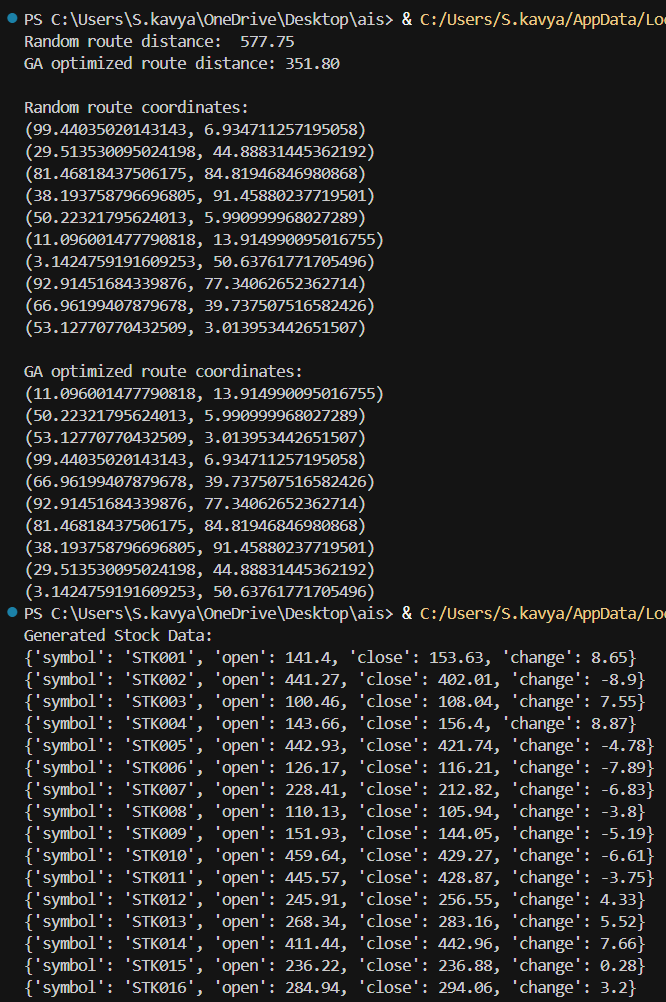 PS C:\Users\S.kavya\OneDrive\Desktop\ais> & C:/Users/S.kavya/AppData/Loc
Random route distance:  577.75
GA optimized route distance: 351.80
Random route coordinates:
(99.44035020143143, 6.934711257195058)
(29.513530095024198, 44.88831445362192)
(81.46818437506175, 84.81946846980868)
(38.193758796696805, 91.45880237719501)
(50.22321795624013, 5.990999968027289)
(11.096001477790818, 13.914990095016755)
(3.1424759191609253, 50.63761771705496)
(92.91451684339876, 77.34062652362714)
(66.96199407879678, 39.737507516582426)
(53.12770770432509, 3.013953442651507)
GA optimized route coordinates:
(11.096001477790818, 13.914990095016755)
(50.22321795624013, 5.990999968027289)
(53.12770770432509, 3.013953442651507)
(99.44035020143143, 6.934711257195058)
(66.96199407879678, 39.737507516582426)
(92.91451684339876, 77.34062652362714)
(81.46818437506175, 84.81946846980868)
(38.193758796696805, 91.45880237719501)
(29.513530095024198, 44.88831445362192)
(3.1424759191609253, 50.63761771705496)
PS C:\Users\S.kavya\OneDrive\Desktop\ais> & C:/Users/S.kavya/AppData/Loc
Generated Stock Data:
{'symbol': 'STK001', 'open': 141.4, 'close': 153.63, 'change': 8.65}
{'symbol': 'STK002', 'open': 441.27, 'close': 402.01, 'change': -8.9}
{'symbol': 'STK003', 'open': 100.46, 'close': 108.04, 'change': 7.55}
{'symbol': 'STK004', 'open': 143.66, 'close': 156.4, 'change': 8.87}
{'symbol': 'STK005', 'open': 442.93, 'close': 421.74, 'change': -4.78}
{'symbol': 'STK006', 'open': 126.17, 'close': 116.21, 'change': -7.89}
{'symbol': 'STK007', 'open': 228.41, 'close': 212.82, 'change': -6.83}
{'symbol': 'STK008', 'open': 110.13, 'close': 105.94, 'change': -3.8}
{'symbol': 'STK009', 'open': 151.93, 'close': 144.05, 'change': -5.19}
{'symbol': 'STK010', 'open': 459.64, 'close': 429.27, 'change': -6.61}
{'symbol': 'STK011', 'open': 445.57, 'close': 428.87, 'change': -3.75}
{'symbol': 'STK012', 'open': 245.91, 'close': 256.55, 'change': 4.33}
{'symbol': 'STK013', 'open': 268.34, 'close': 283.16, 'change': 5.52}
{'symbol': 'STK014', 'open': 411.44, 'close': 442.96, 'change': 7.66}
{'symbol': 'STK015', 'open': 236.22, 'close': 236.88, 'change': 0.28}
{'symbol': 'STK016', 'open': 284.94, 'close': 294.06, 'change': 3.2}